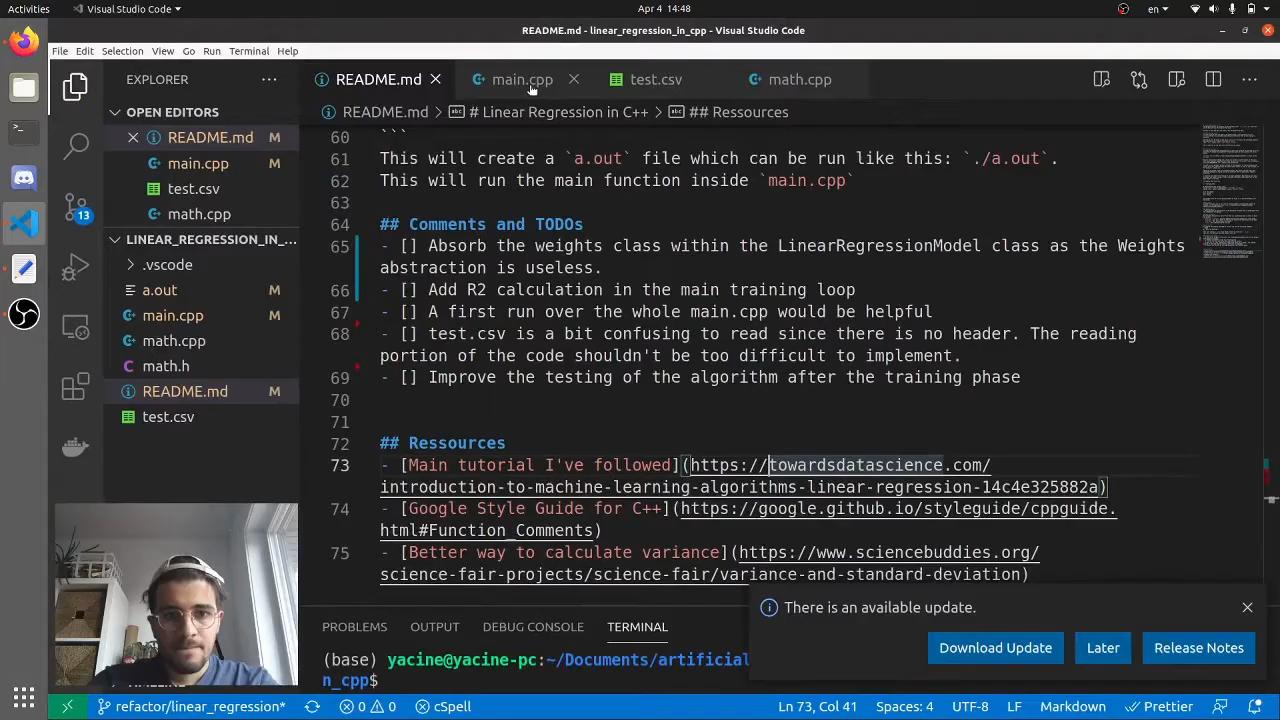 Activities
Visual Studio Code
Apr 4 14:48
en
README.md - linear_regression_in_cpp - Visual Studio Code
File Edit Selection View Go Run Terminal Help
EXPLORER
README.md
main.cpp
test.csv
math.cpp
OPEN EDITORS
README.md > # Linear Regression in C++ > ## Ressources
README.md M
main.cpp M
test.csv
math.cpp M
LINEAR_REGRESSION_IN_...
.vscode
a.out M
main.cpp M
math.cpp M
math.h
README.md M
test.csv
13
60 ```
61 This will create a `a.out` file which can be run like this: `./a.out`.
62 This will run the main function inside `main.cpp`
63
64 ## Comments and TODOs
65 - [] Absorb the Weights class within the LinearRegressionModel class as the Weights
abstraction is useless.
66 - [] Add R2 calculation in the main training loop
67 - [] A first run over the whole main.cpp would be helpful
68 - [] test.csv is a bit confusing to read since there is no header. The reading
portion of the code shouldn't be too difficult to implement.
69 - [] Improve the testing of the algorithm after the training phase
70
71
72 ## Ressources
73 - [Main tutorial I've followed](https://towardsdatascience.com/
introduction-to-machine-learning-algorithms-linear-regression-14c4e325882a)
74 - [Google Style Guide for C++](https://google.github.io/styleguide/cppguide.
html#Function_Comments)
75 - [Better way to calculate variance](https://www.sciencebuddies.org/
science-fair-projects/science-fair/variance-and-standard-deviation)
There is an available update.
Download Update
Later
Release Notes
PROBLEMS OUTPUT DEBUG CONSOLE TERMINAL
(base) yacine@yacine-pc:~/Documents/artificial
n_cpp$
refactor/linear_regression*
0 0
cSpell
Ln 73, Col 41
Spaces: 4
UTF-8
LF
Markdown
Prettier